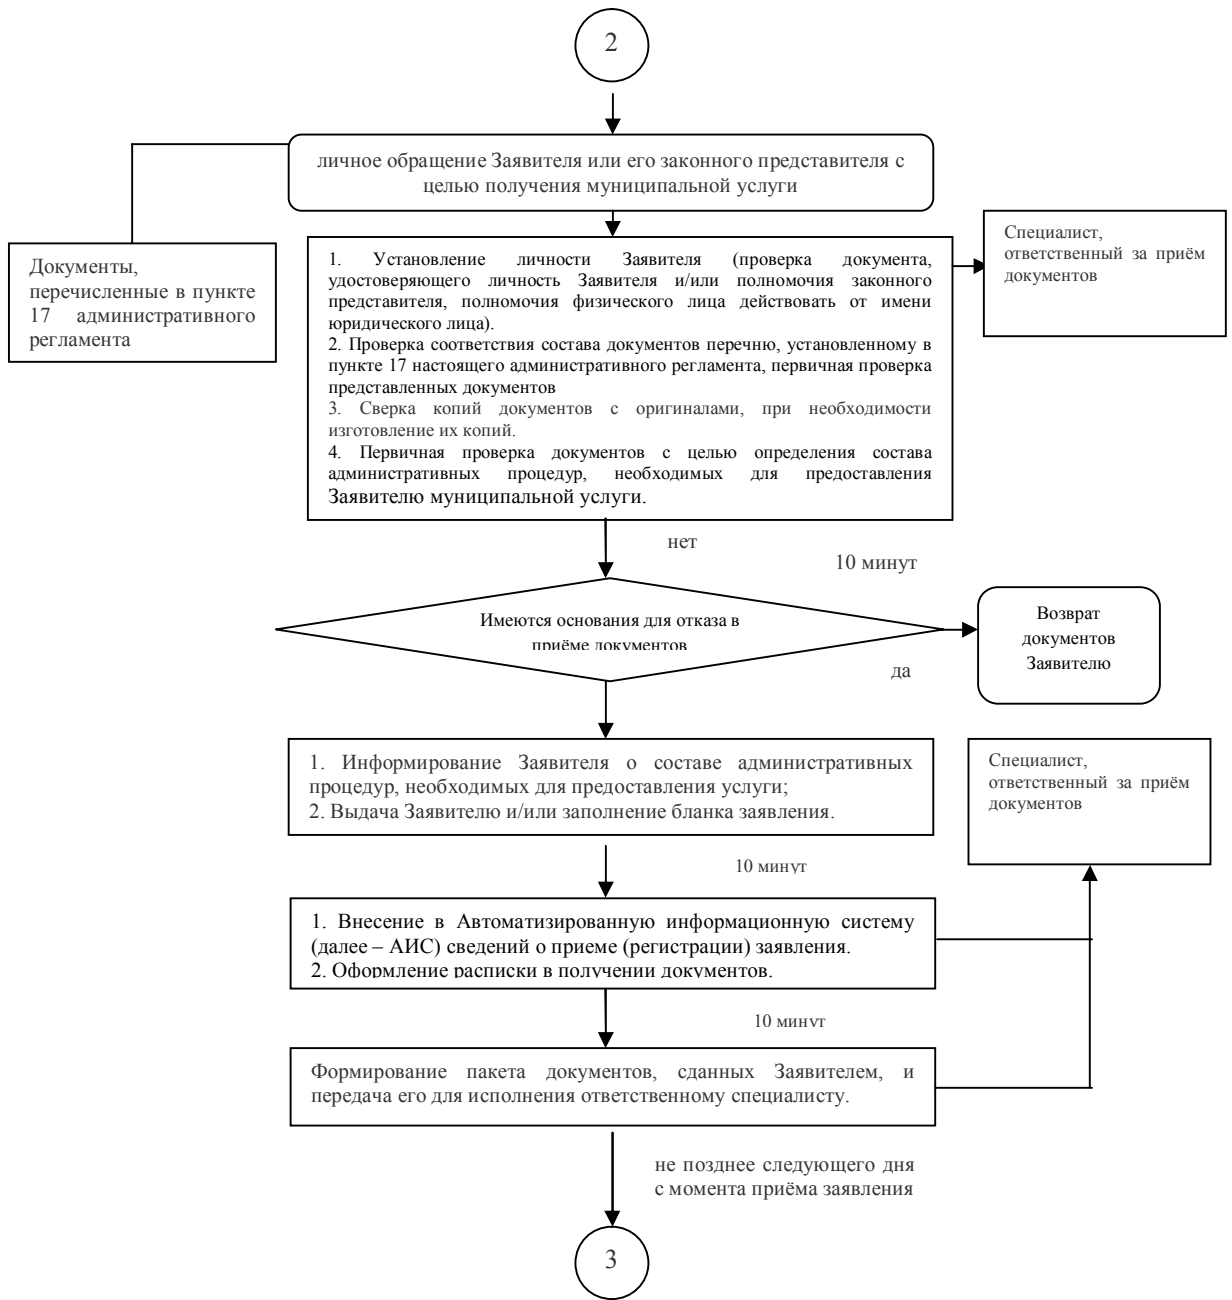 2
личное обращение Заявителя или его законного представителя с
целью получения муниципальной услуги
Документы,
перечисленные в пункте
17 административного
регламента
1. Установление личности Заявителя (проверка документа,
удостоверяющего личность Заявителя и/или полномочия законного
представителя, полномочия физического лица действовать от имени
юридического лица).
2. Проверка соответствия состава документов перечню, установленному в
пункте 17 настоящего административного регламента, первичная проверка
представленных документов
3. Сверка копий документов с оригиналами, при необходимости
изготовление их копий.
4. Первичная проверка документов с целью определения состава
административных процедур, необходимых для предоставления
Заявителю муниципальной услуги.
Специалист,
ответственный за приём
документов
нет
10 минут
Имеются основания для отказа в
приёме документов
да
Возврат
документов
Заявителю
1. Информирование Заявителя о составе административных
процедур, необходимых для предоставления услуги;
2. Выдача Заявителю и/или заполнение бланка заявления.
Специалист,
ответственный за приём
документов
10 минут
1. Внесение в Автоматизированную информационную систему
(далее – АИС) сведений о приеме (регистрации) заявления.
2. Оформление расписки в получении документов.
10 минут
Формирование пакета документов, сданных Заявителем, и
передача его для исполнения ответственному специалисту.
не позднее следующего дня
с момента приёма заявления
3